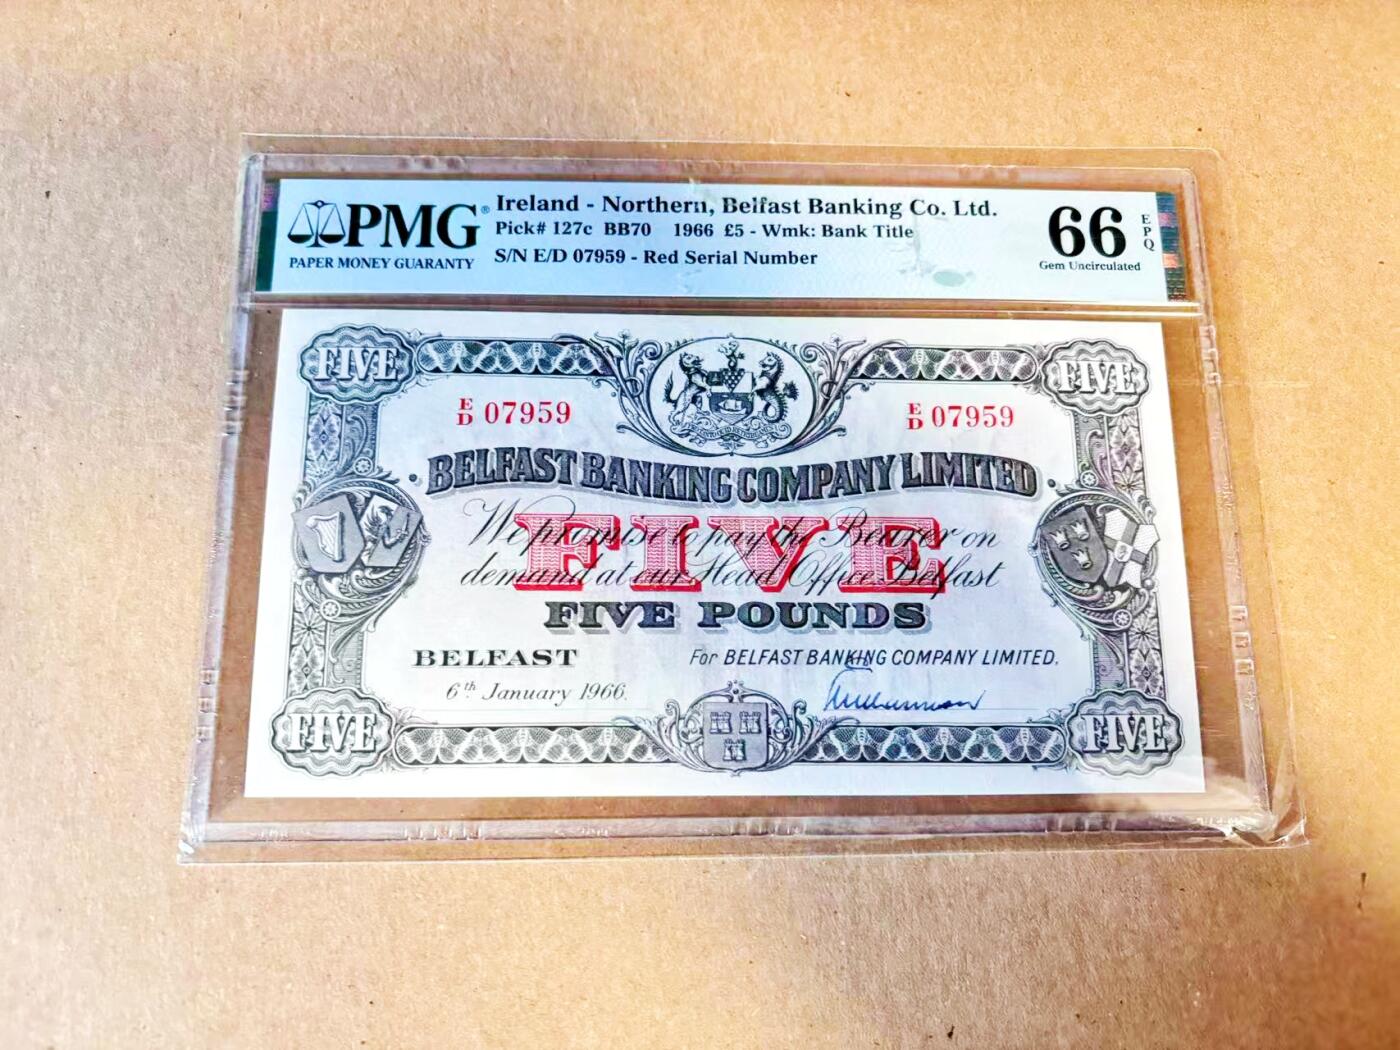 PMG®
PAPER MONEY GUARANTY
Ireland - Northern, Belfast Banking Co. Ltd.
Pick# 127c BB70 1966 £5 - Wmk: Bank Title
S/N E/D 07959 - Red Serial Number
66 EPQ
Gem Uncirculated
FIVE FIVE
E/D 07959 E/D 07959
BELFAST BANKING COMPANY LIMITED
FIVE
We promise to pay the Bearer on
demand at our Head Office Belfast
FIVE POUNDS
BELFAST For BELFAST BANKING COMPANY LIMITED.
6th January 1966.
FIVE FIVE